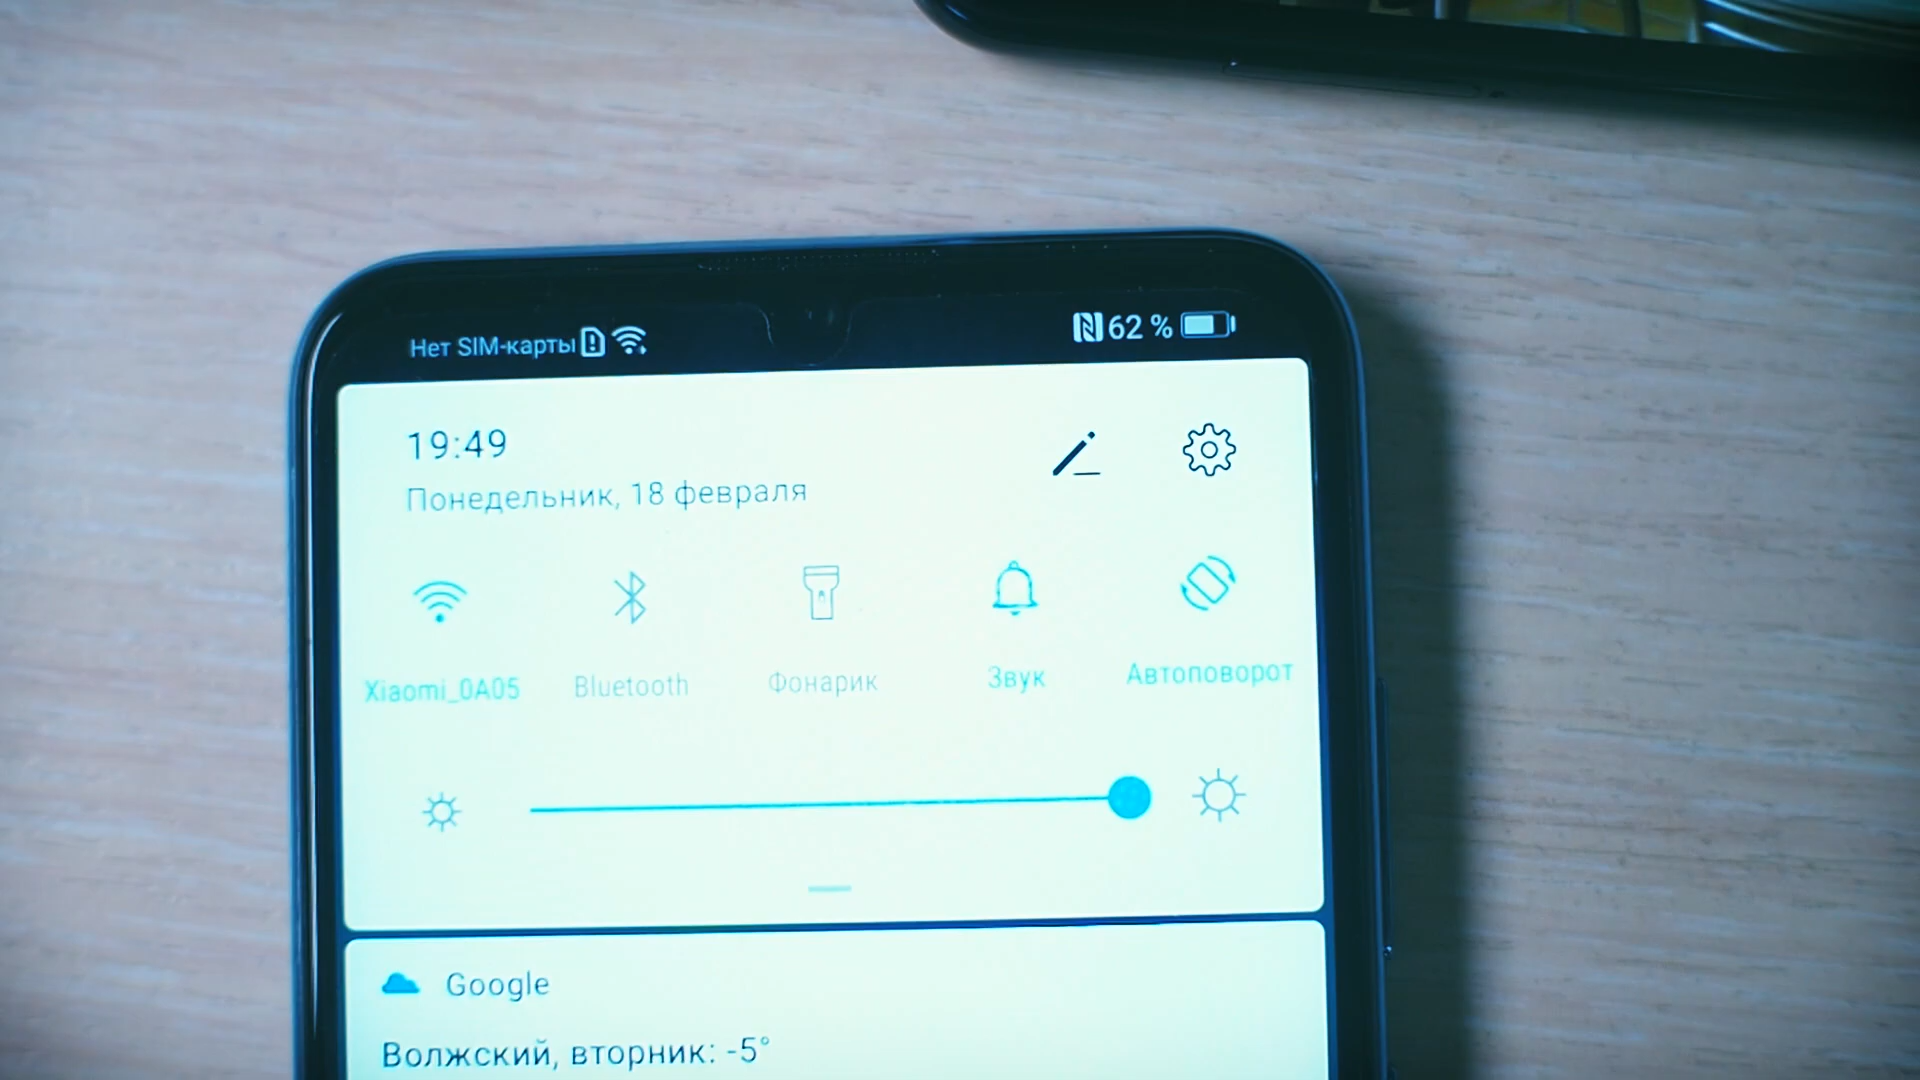 Нет SIM-карты 62 %
19:49
Понедельник, 18 февраля
Xiaomi_0A05 Bluetooth Фонарик Звук Автоповорот
Google
Волжский, вторник: -5°